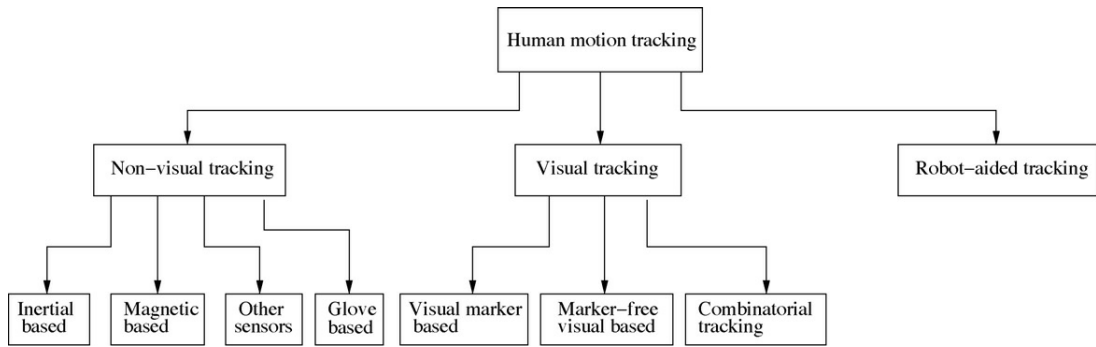 Human motion tracking
Non−visual tracking
Visual tracking
Robot−aided tracking
Inertial
based
Magnetic
based
Other
sensors
Glove
based
Visual marker
based
Marker−free
visual based
Combinatorial
tracking